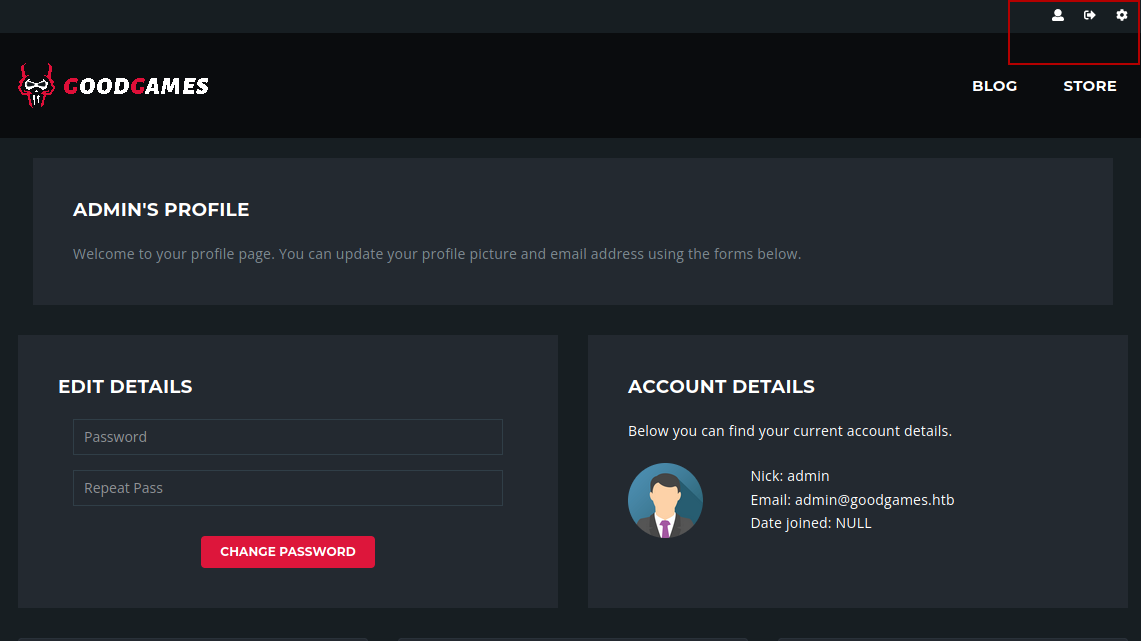 GOODGAMES
BLOG STORE
ADMIN'S PROFILE
Welcome to your profile page. You can update your profile picture and email address using the forms below.
EDIT DETAILS
Password
Repeat Pass
CHANGE PASSWORD
ACCOUNT DETAILS
Below you can find your current account details.
Nick: admin
Email: admin@goodgames.htb
Date joined: NULL